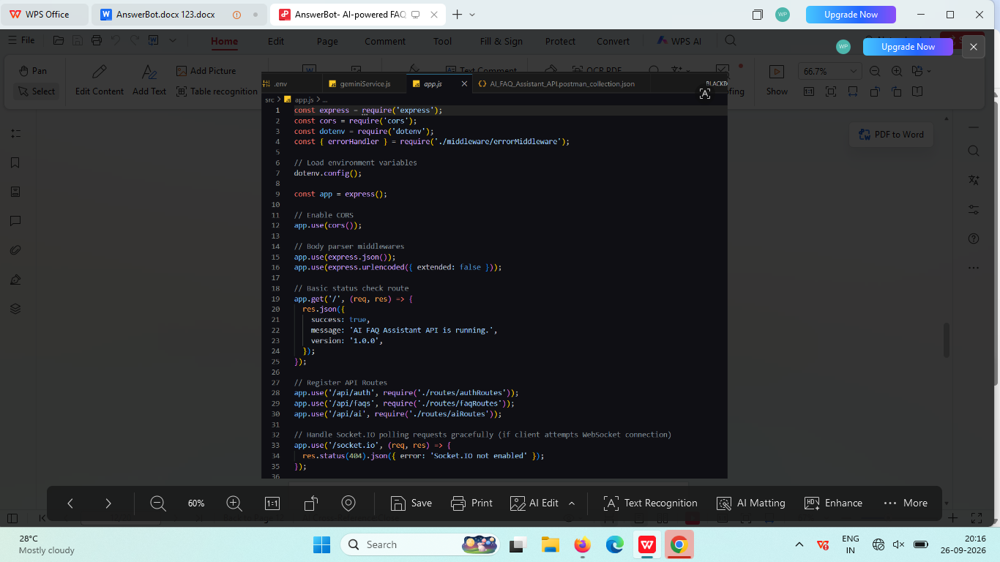 WPS Office
AnswerBot.docx 123.docx
AnswerBot- AI-powered FAQ
WP
Upgrade Now
File
Home
Edit
Page
Comment
Tool
Fill & Sign
Protect
Convert
WPS AI
WP
Upgrade Now
Pan
Add Picture
OCR PDF
66.7%
Select
Edit Content
Add Text
Table recognition
Show
PDF to Word
.env
geminiService.js
app.js
AI_FAQ_Assistant_API.postman_collection.json
BLACKB
src > app.js > ...
1 const express = require('express');
2 const cors = require('cors');
3 const dotenv = require('dotenv');
4 const { errorHandler } = require('./middleware/errorMiddleware');
5
6 // Load environment variables
7 dotenv.config();
8
9 const app = express();
10
11 // Enable CORS
12 app.use(cors());
13
14 // Body parser middlewares
15 app.use(express.json());
16 app.use(express.urlencoded({ extended: false }));
17
18 // Basic status check route
19 app.get('/', (req, res) => {
20 res.json({
21 success: true,
22 message: 'AI FAQ Assistant API is running.',
23 version: '1.0.0',
24 });
25 });
26
27 // Register API Routes
28 app.use('/api/auth', require('./routes/authRoutes'));
29 app.use('/api/faqs', require('./routes/faqRoutes'));
30 app.use('/api/ai', require('./routes/aiRoutes'));
31
32 // Handle Socket.IO polling requests gracefully (if client attempts WebSocket connection)
33 app.use('/socket.io', (req, res) => {
34 res.status(404).json({ error: 'Socket.IO not enabled' });
35 });
36
60%
1:1
Save
Print
AI Edit
Text Recognition
AI Matting
Enhance
More
28°C
Mostly cloudy
Search
ENG
IN
20:16
26-09-2026